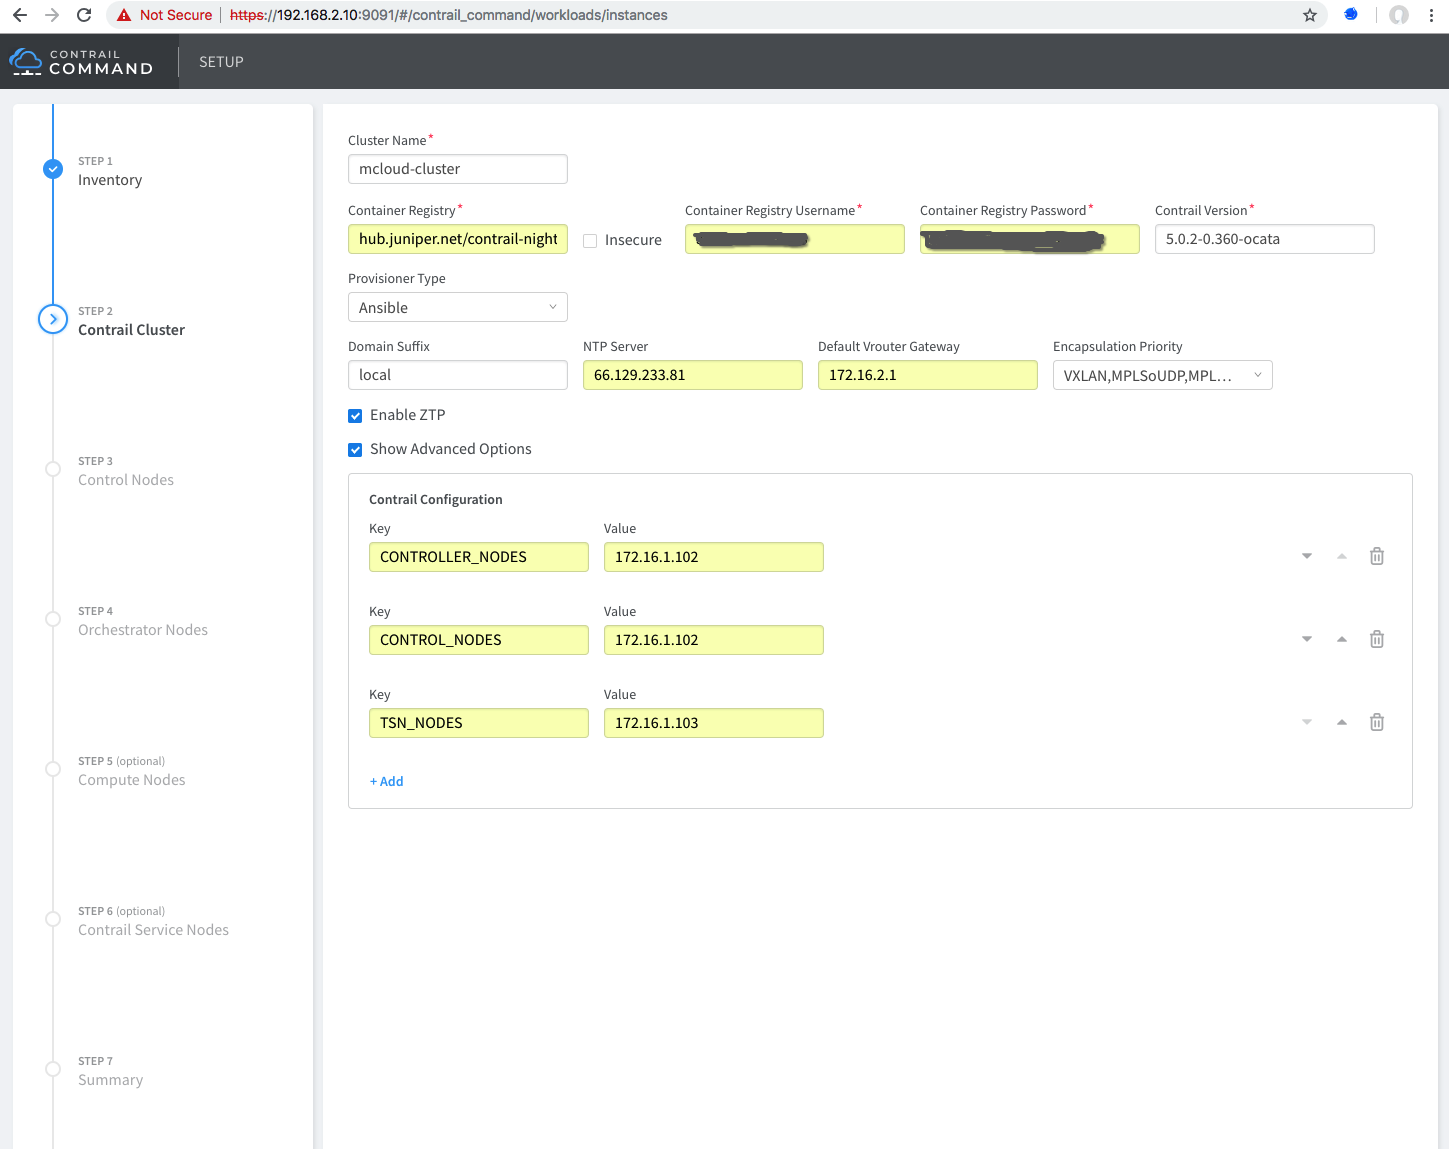 Not Secure | https://192.168.2.10:9091/#/contrail_command/workloads/instances
CONTRAIL
COMMAND
SETUP
STEP 1
Inventory
STEP 2
Contrail Cluster
STEP 3
Control Nodes
STEP 4
Orchestrator Nodes
STEP 5 (optional)
Compute Nodes
STEP 6 (optional)
Contrail Service Nodes
STEP 7
Summary
Cluster Name*
mcloud-cluster
Container Registry* Container Registry Username* Container Registry Password* Contrail Version*
hub.juniper.net/contrail-night Insecure 5.0.2-0.360-ocata
Provisioner Type
Ansible
Domain Suffix NTP Server Default Vrouter Gateway Encapsulation Priority
local 66.129.233.81 172.16.2.1 VXLAN,MPLSoUDP,MPL...
Enable ZTP
Show Advanced Options
Contrail Configuration
Key Value
CONTROLLER_NODES 172.16.1.102
Key Value
CONTROL_NODES 172.16.1.102
Key Value
TSN_NODES 172.16.1.103
+ Add